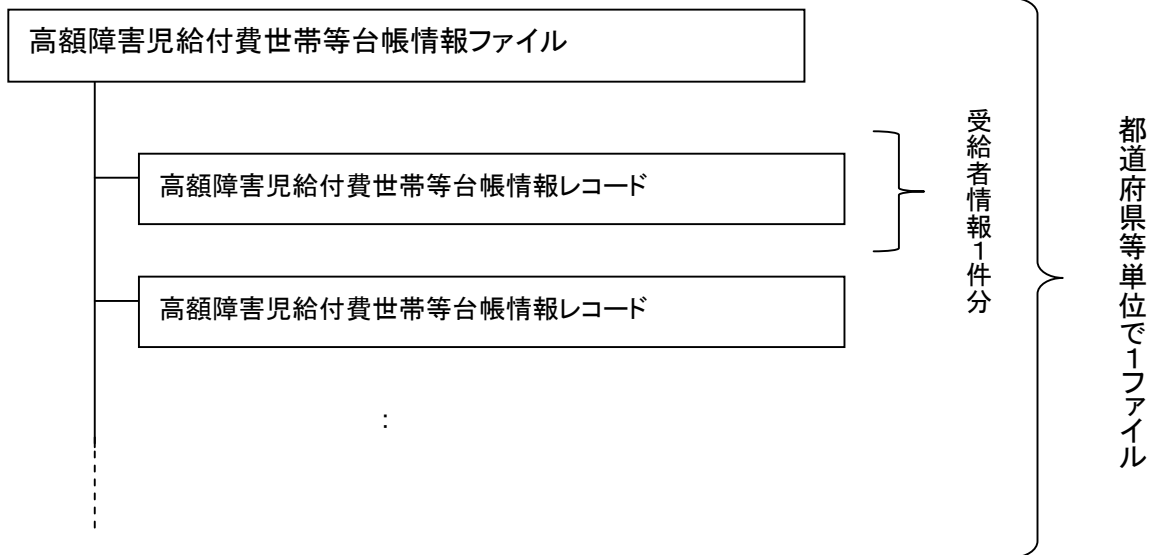 高額障害児給付費世帯等台帳情報ファイル
高額障害児給付費世帯等台帳情報レコード
高額障害児給付費世帯等台帳情報レコード
:
受給者情報1件分
都道府県等単位で1ファイル